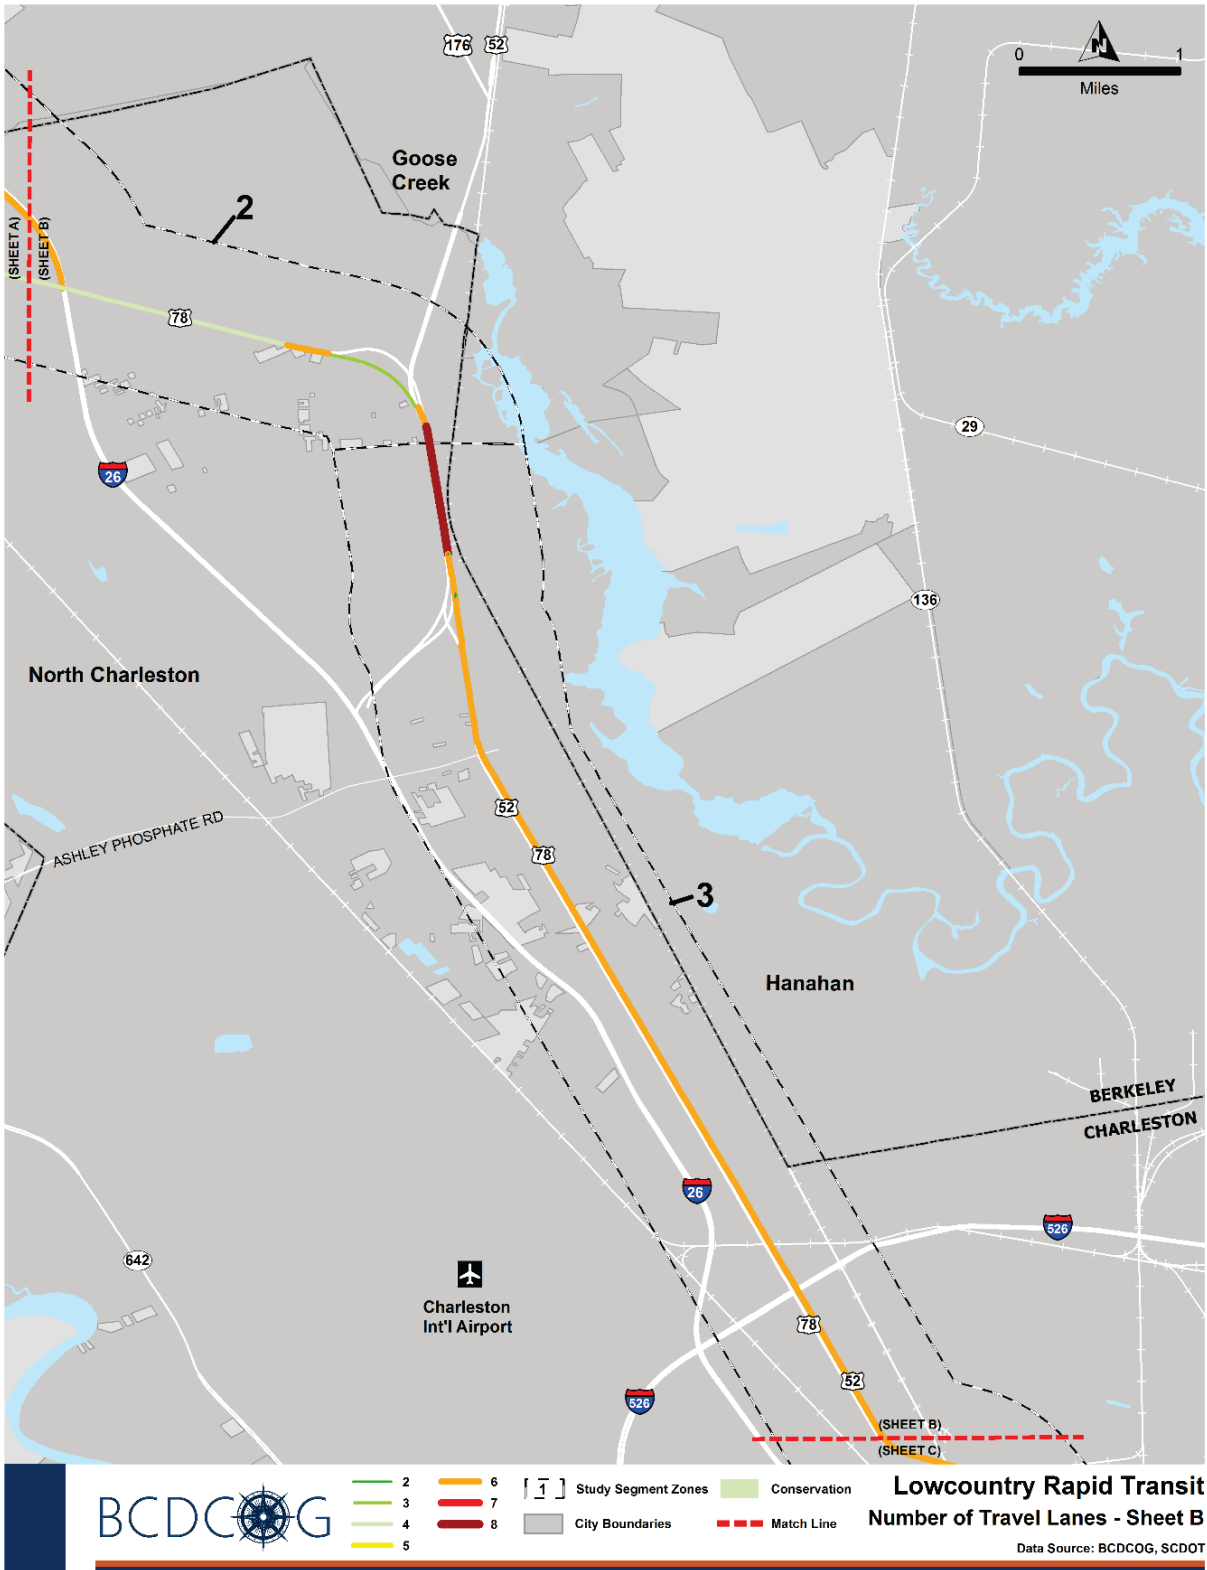 176
52
N
0
1
Miles
Goose
Creek
2
(SHEET A)
(SHEET B)
78
29
26
136
North Charleston
52
ASHLEY PHOSPHATE RD
78
3
Hanahan
BERKELEY
CHARLESTON
26
526
642
Charleston
Int'l Airport
78
52
526
(SHEET B)
(SHEET C)
BCDCOG
2
3
4
5
6
7
8
1
Study Segment Zones
City Boundaries
Conservation
Match Line
Lowcountry Rapid Transit
Number of Travel Lanes - Sheet B
Data Source: BCDCOG, SCDOT